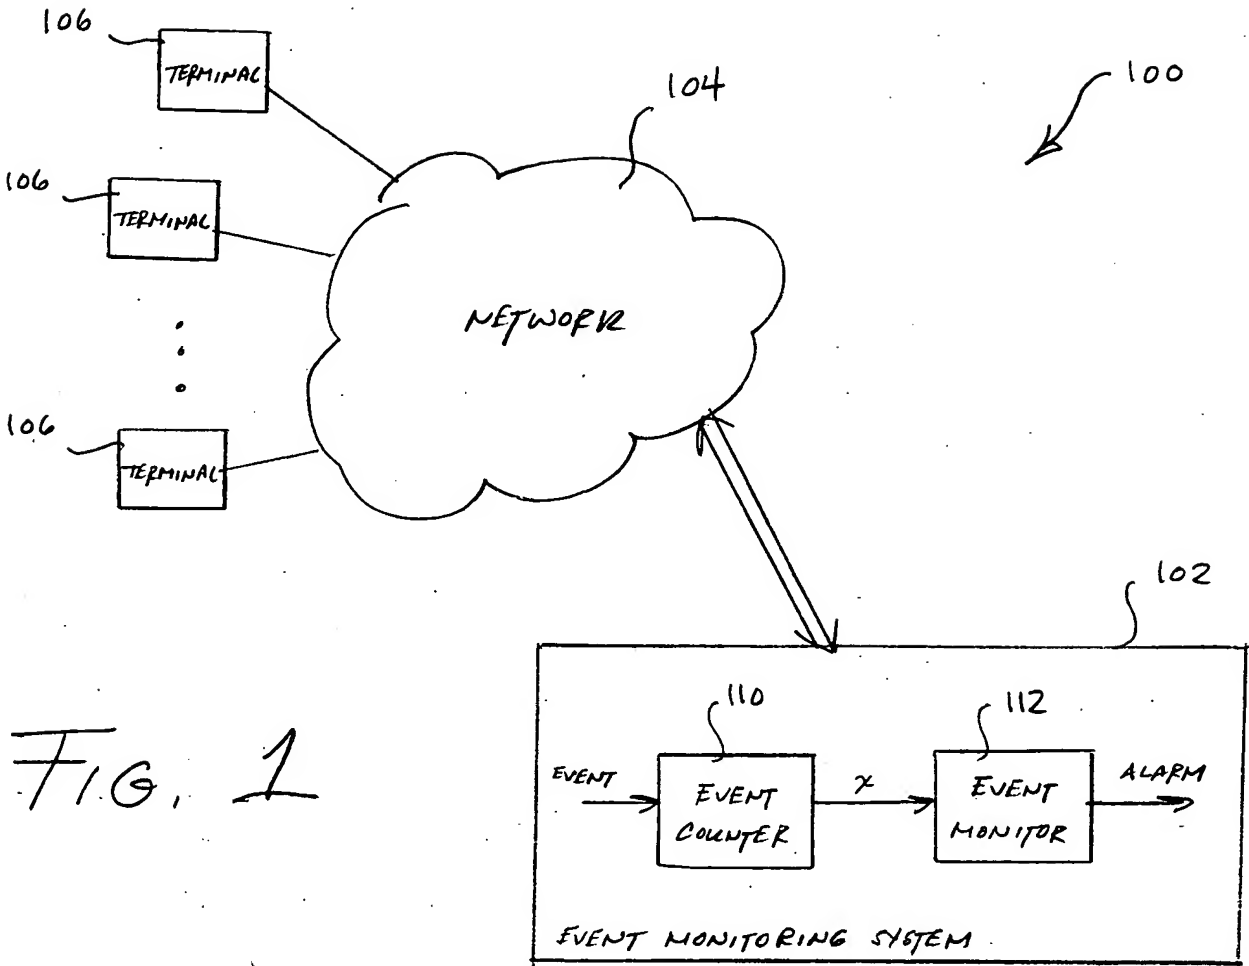 106
TERMINAL
104
100
106
TERMINAL
NETWORK
106
TERMINAL
102
110
112
EVENT
EVENT
COUNTER
x
EVENT
MONITOR
ALARM
EVENT MONITORING SYSTEM
FIG. 1